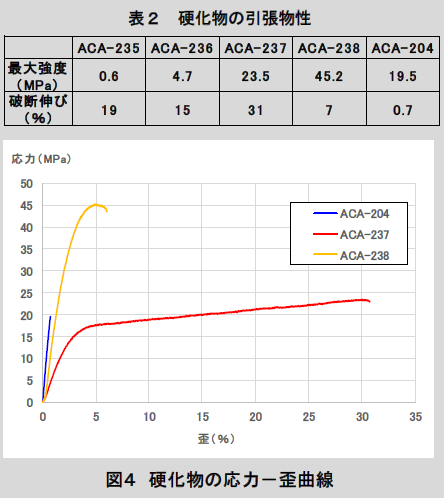 表２　硬化物の引張物性
ACA-235 ACA-236 ACA-237 ACA-238 ACA-204
最大強度（MPa） 0.6 4.7 23.5 45.2 19.5
破断伸び（％） 19 15 31 7 0.7
応力（MPa）
50
45
40
35
30
25
20
15
10
5
0
ACA-204
ACA-237
ACA-238
0 5 10 15 20 25 30 35
歪（％）
図４　硬化物の応力－歪曲線